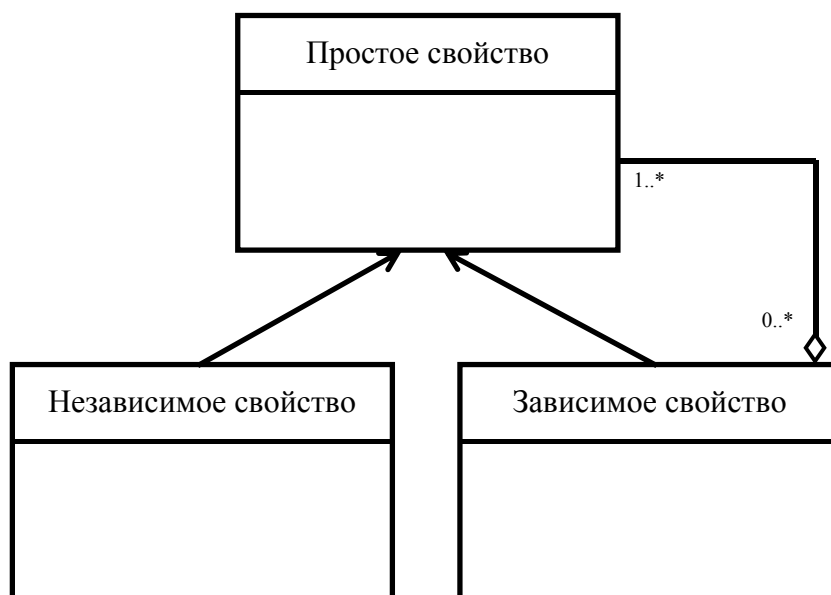 Простое свойство
1..*
0..*
Независимое свойство
Зависимое свойство